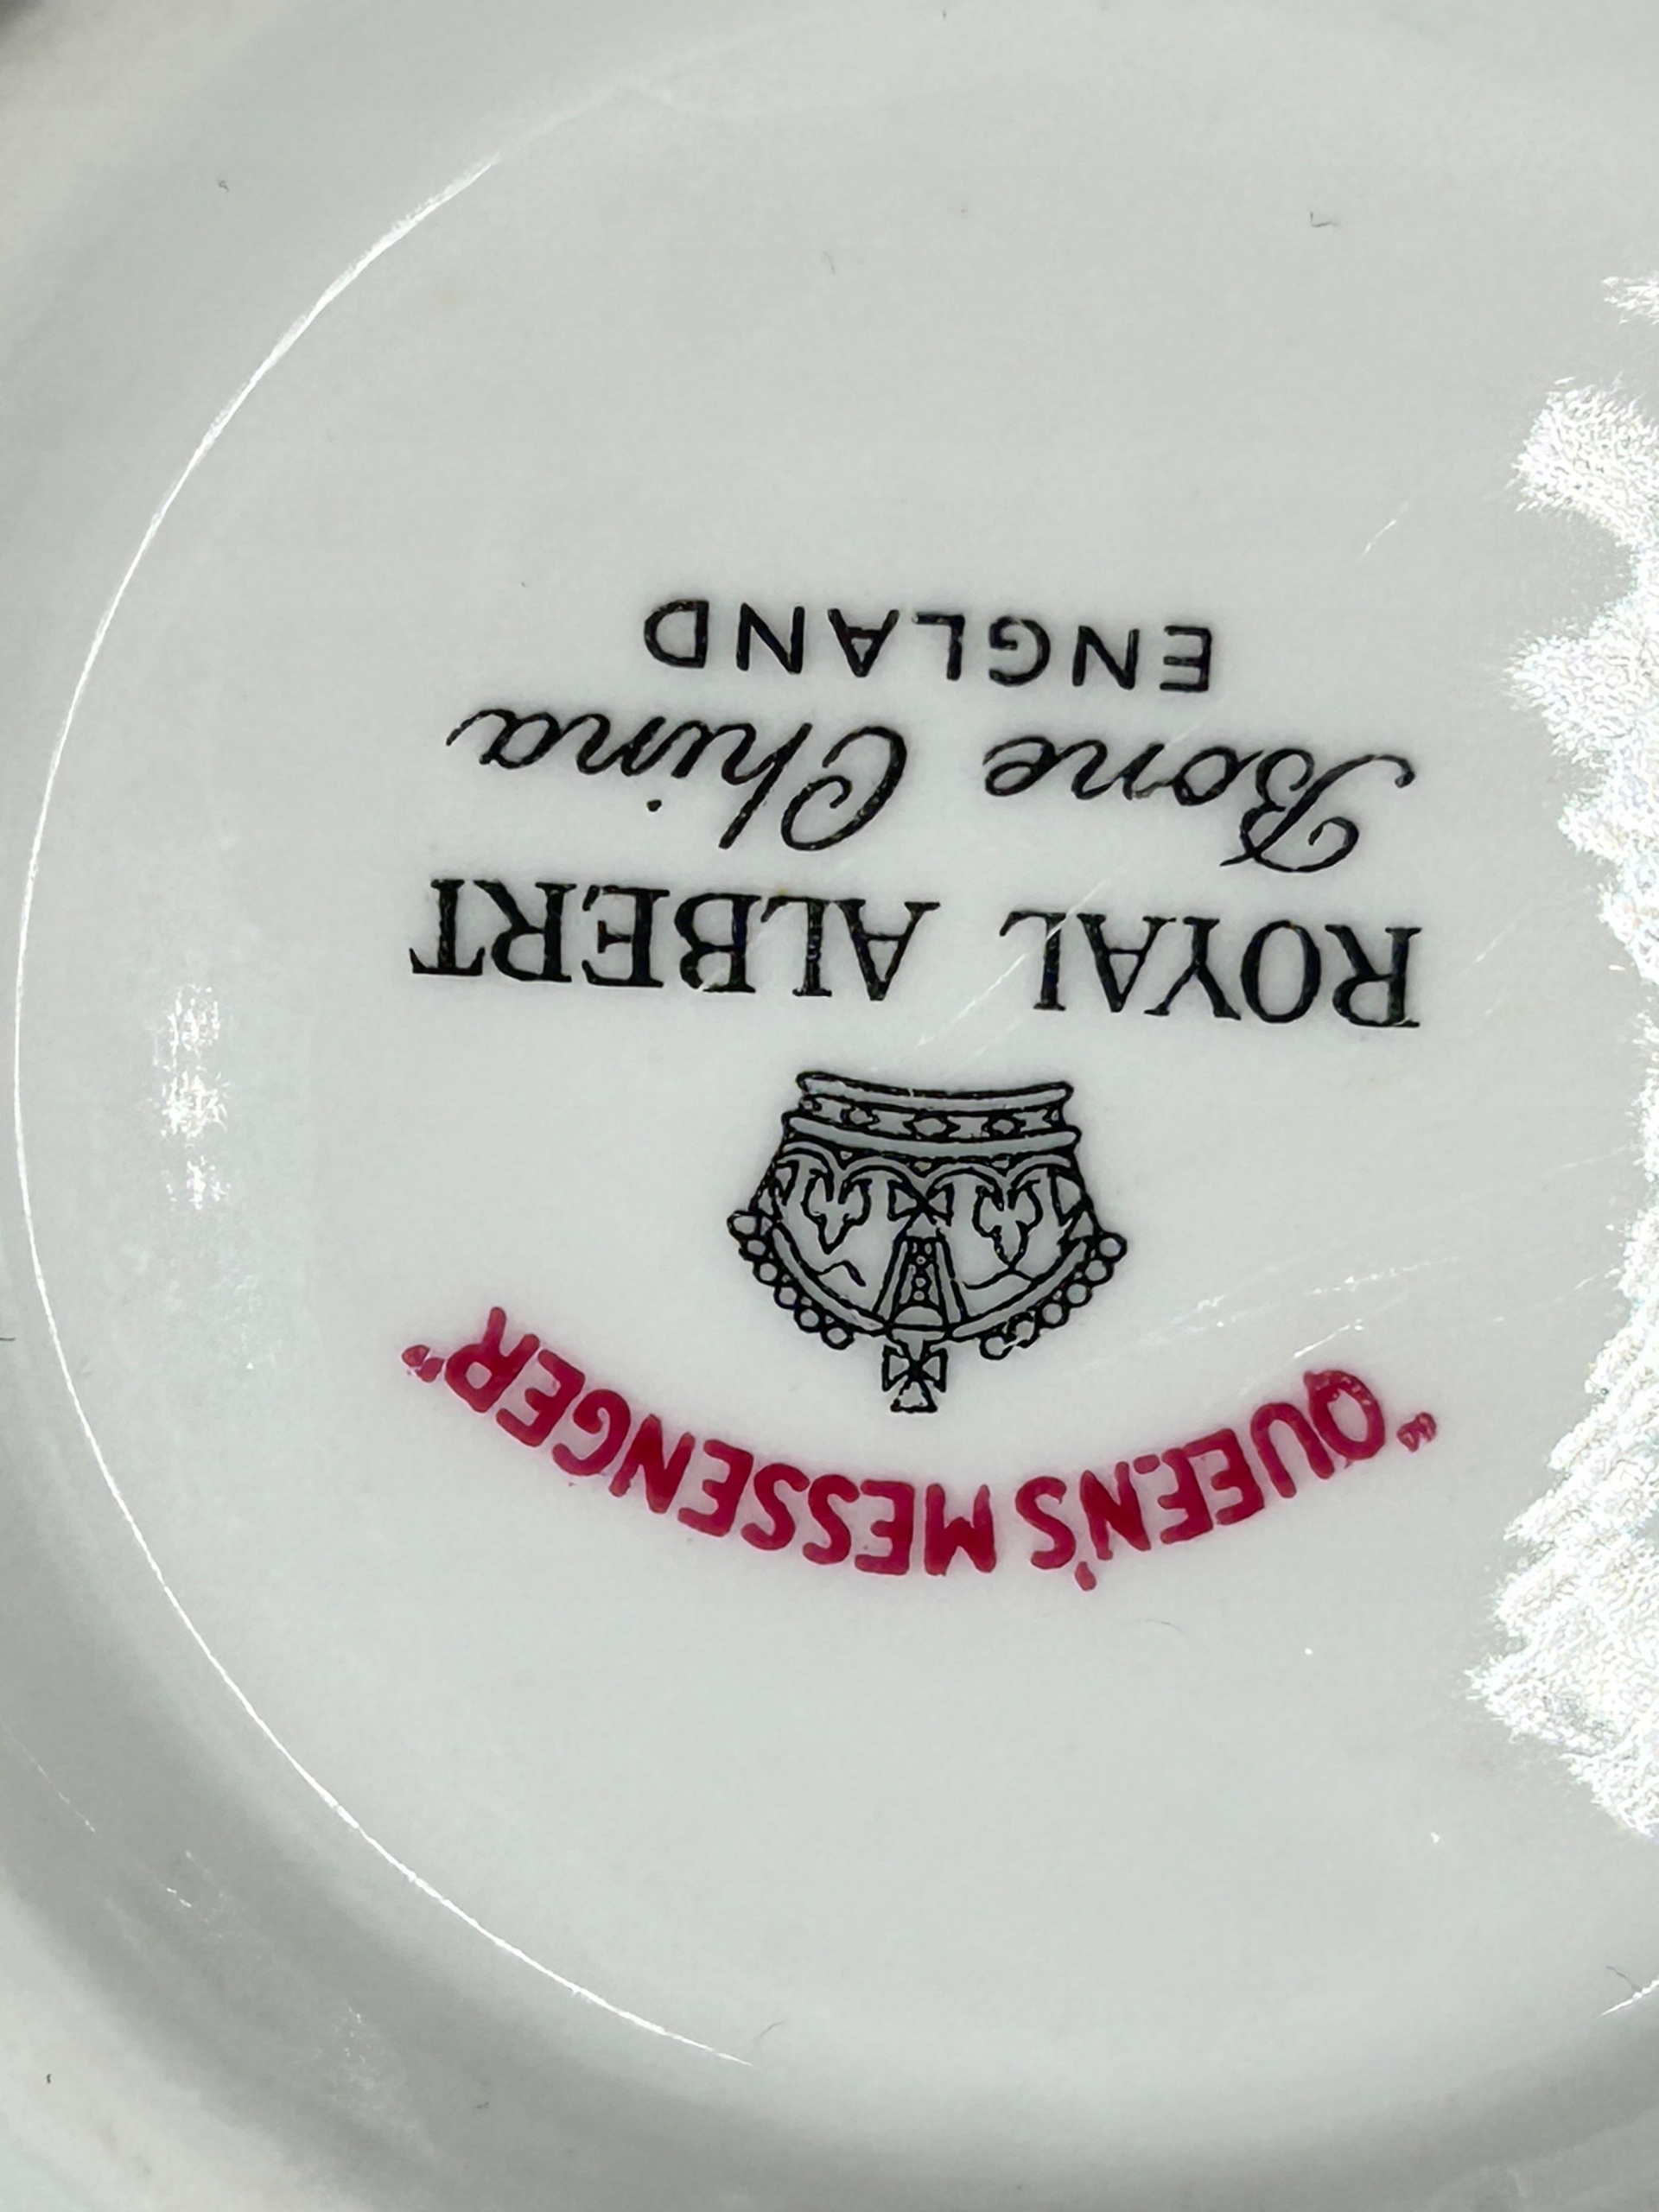 "QUEEN'S MESSENGER"
ROYAL ALBERT
Bone China
ENGLAND